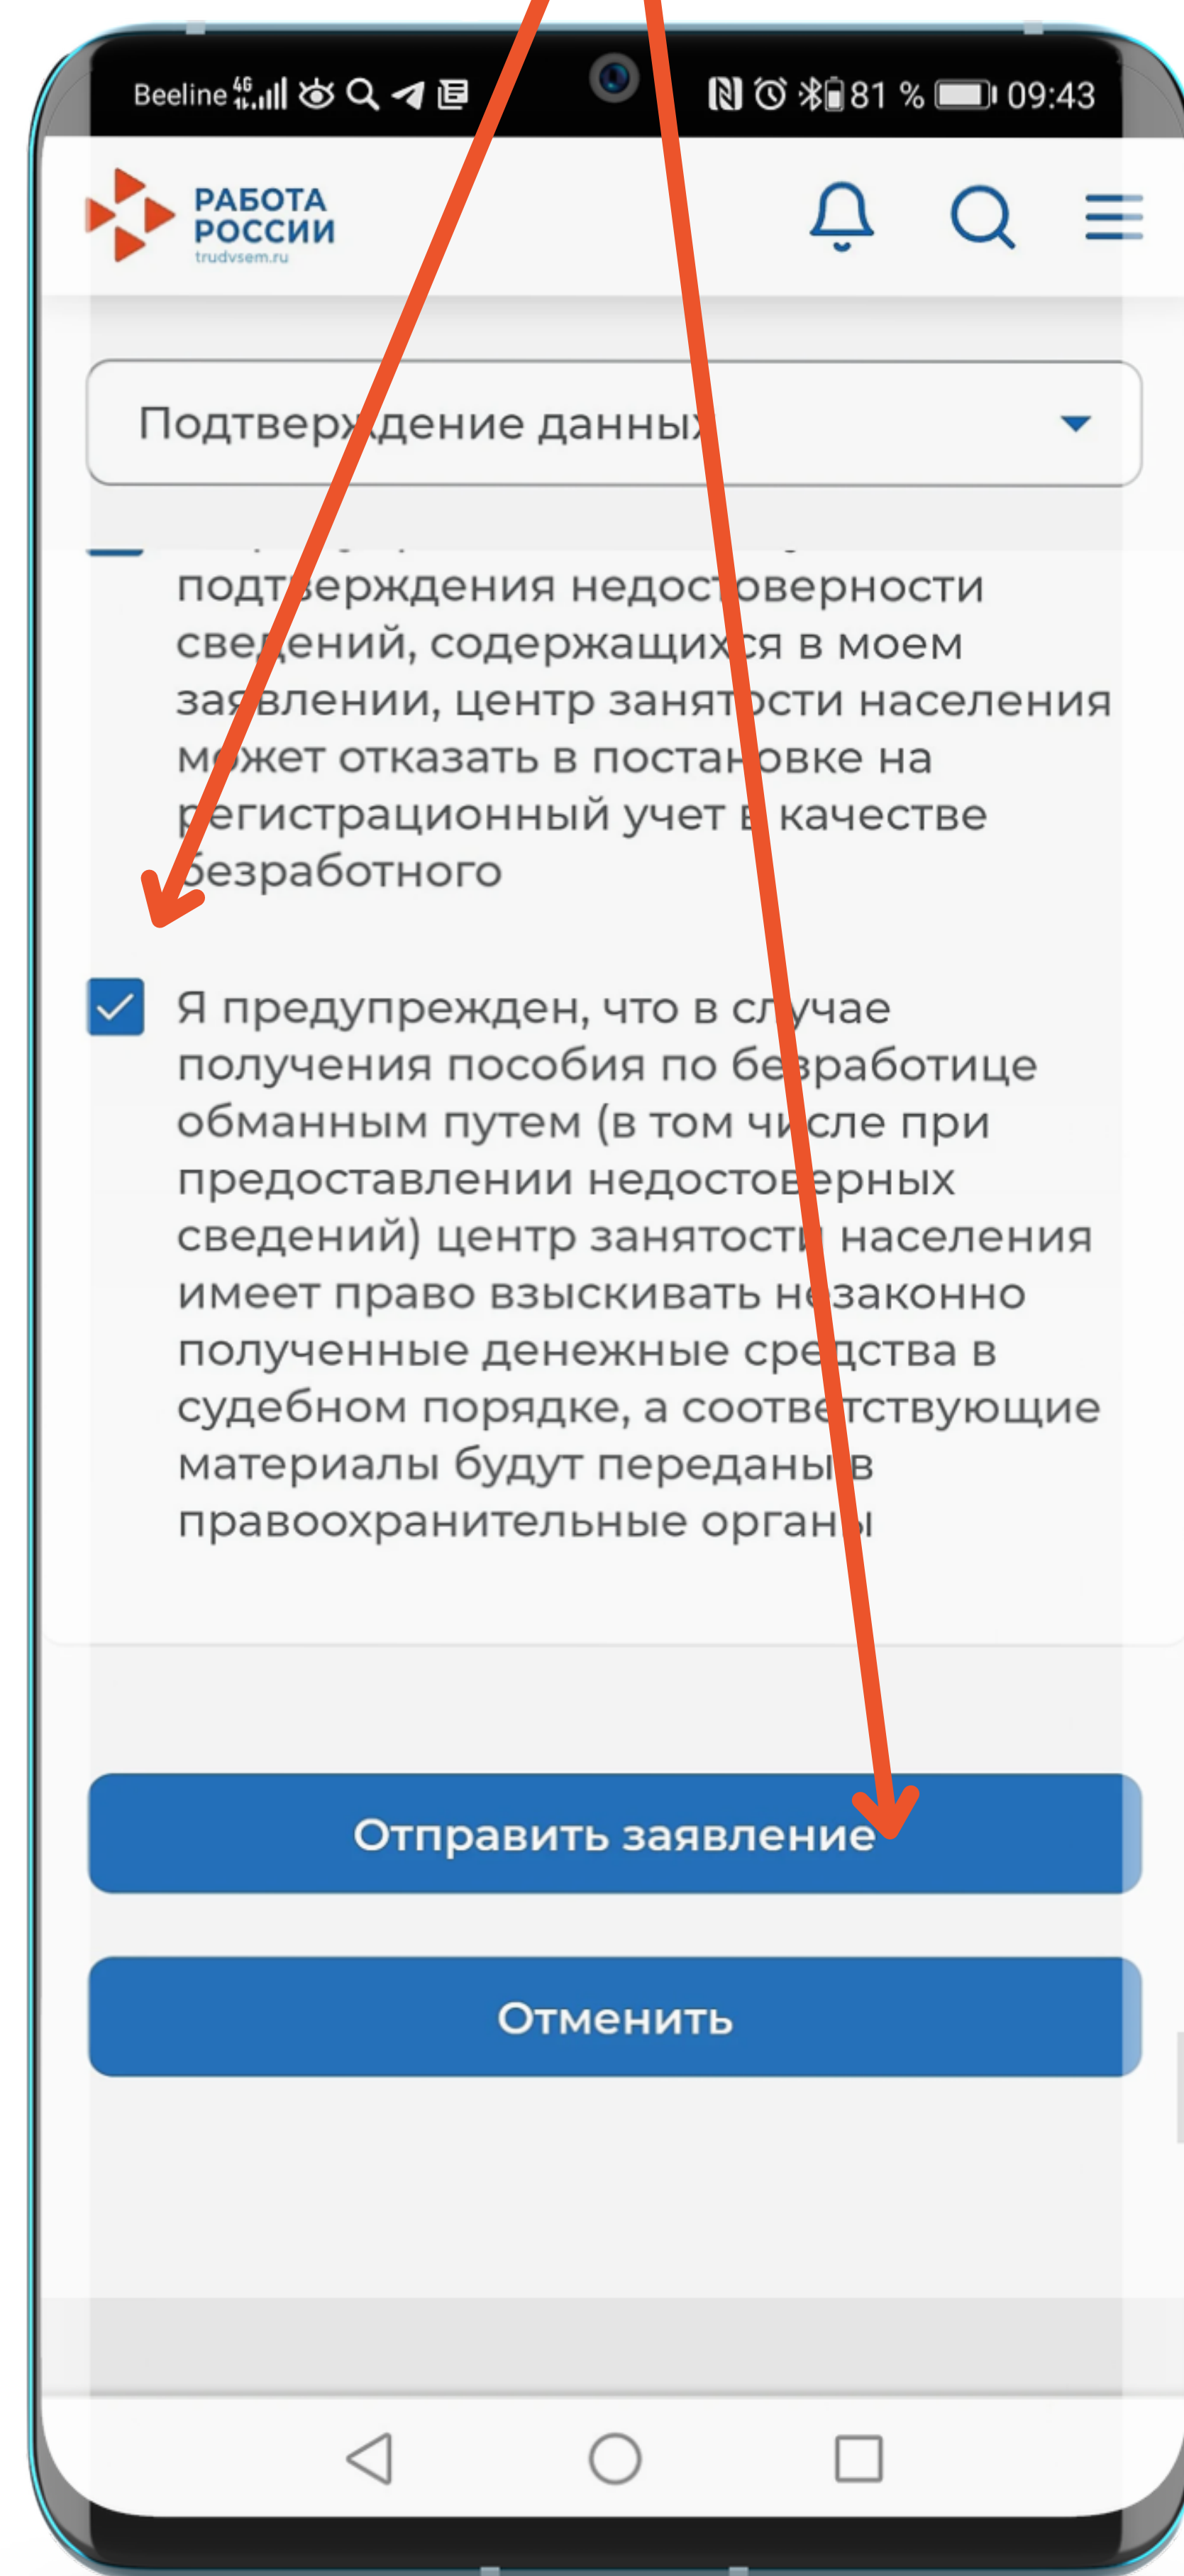 Beeline 4G 81 % 09:43
РАБОТА
РОССИИ
trudvsem.ru
Подтверждение данных
подтверждения недостоверности
сведений, содержащихся в моем
заявлении, центр занятости населения
может отказать в постановке на
регистрационный учет в качестве
безработного
Я предупрежден, что в случае
получения пособия по безработице
обманным путем (в том числе при
предоставлении недостоверных
сведений) центр занятости населения
имеет право взыскивать незаконно
полученные денежные средства в
судебном порядке, а соответствующие
материалы будут переданы в
правоохранительные органы
Отправить заявление
Отменить